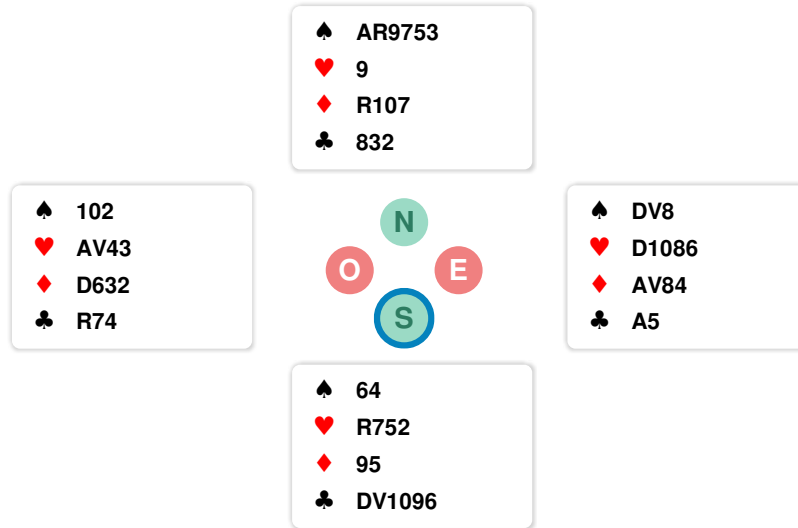 ♠ AR9753
♥ 9
♦ R107
♣ 832
♠ 102
♥ AV43
♦ D632
♣ R74
N
O E
S
♠ DV8
♥ D1086
♦ AV84
♣ A5
♠ 64
♥ R752
♦ 95
♣ DV1096